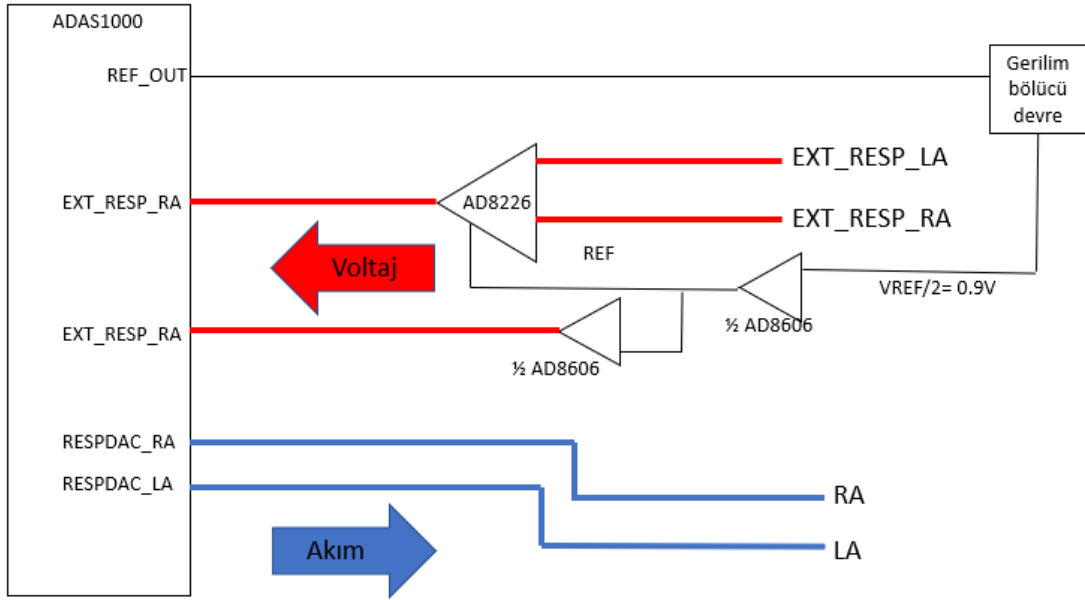 ADAS1000
REF_OUT
Gerilim
bölücü
devre
EXT_RESP_LA
EXT_RESP_RA
AD8226
EXT_RESP_RA
REF
Voltaj
VREF/2= 0.9V
½ AD8606
EXT_RESP_RA
½ AD8606
RESPDAC_RA
RESPDAC_LA
RA
Akım
LA